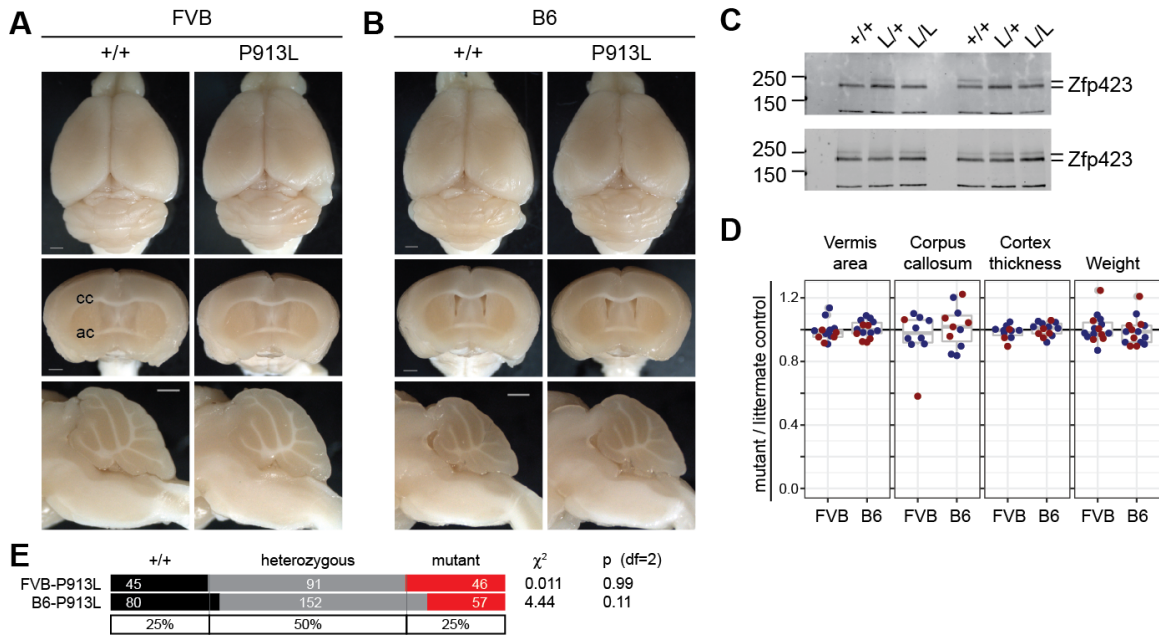 A
FVB
+/+
P913L
cc
ac
B
B6
+/+
P913L
C
+/+
L/+
L/L
+/+
L/+
L/L
250
150
Zfp423
250
150
Zfp423
D
Vermis area
Corpus callosum
Cortex thickness
Weight
mutant / littermate control
1.2
0.8
0.4
0.0
FVB
B6
FVB
B6
FVB
B6
FVB
B6
E
+/+ heterozygous mutant χ² p (df=2)
FVB-P913L 45 91 46 0.011 0.99
B6-P913L 80 152 57 4.44 0.11
25% 50% 25%